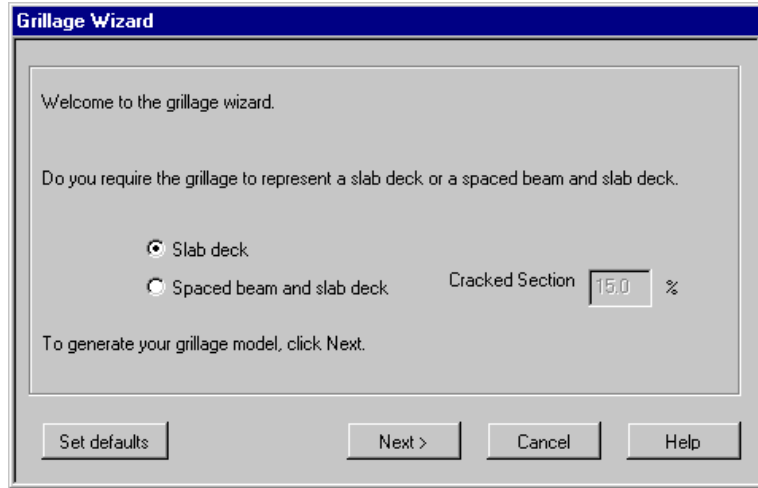 Grillage Wizard
Welcome to the grillage wizard.
Do you require the grillage to represent a slab deck or a spaced beam and slab deck.
Slab deck
Spaced beam and slab deck Cracked Section 15.0 %
To generate your grillage model, click Next.
Set defaults Next > Cancel Help